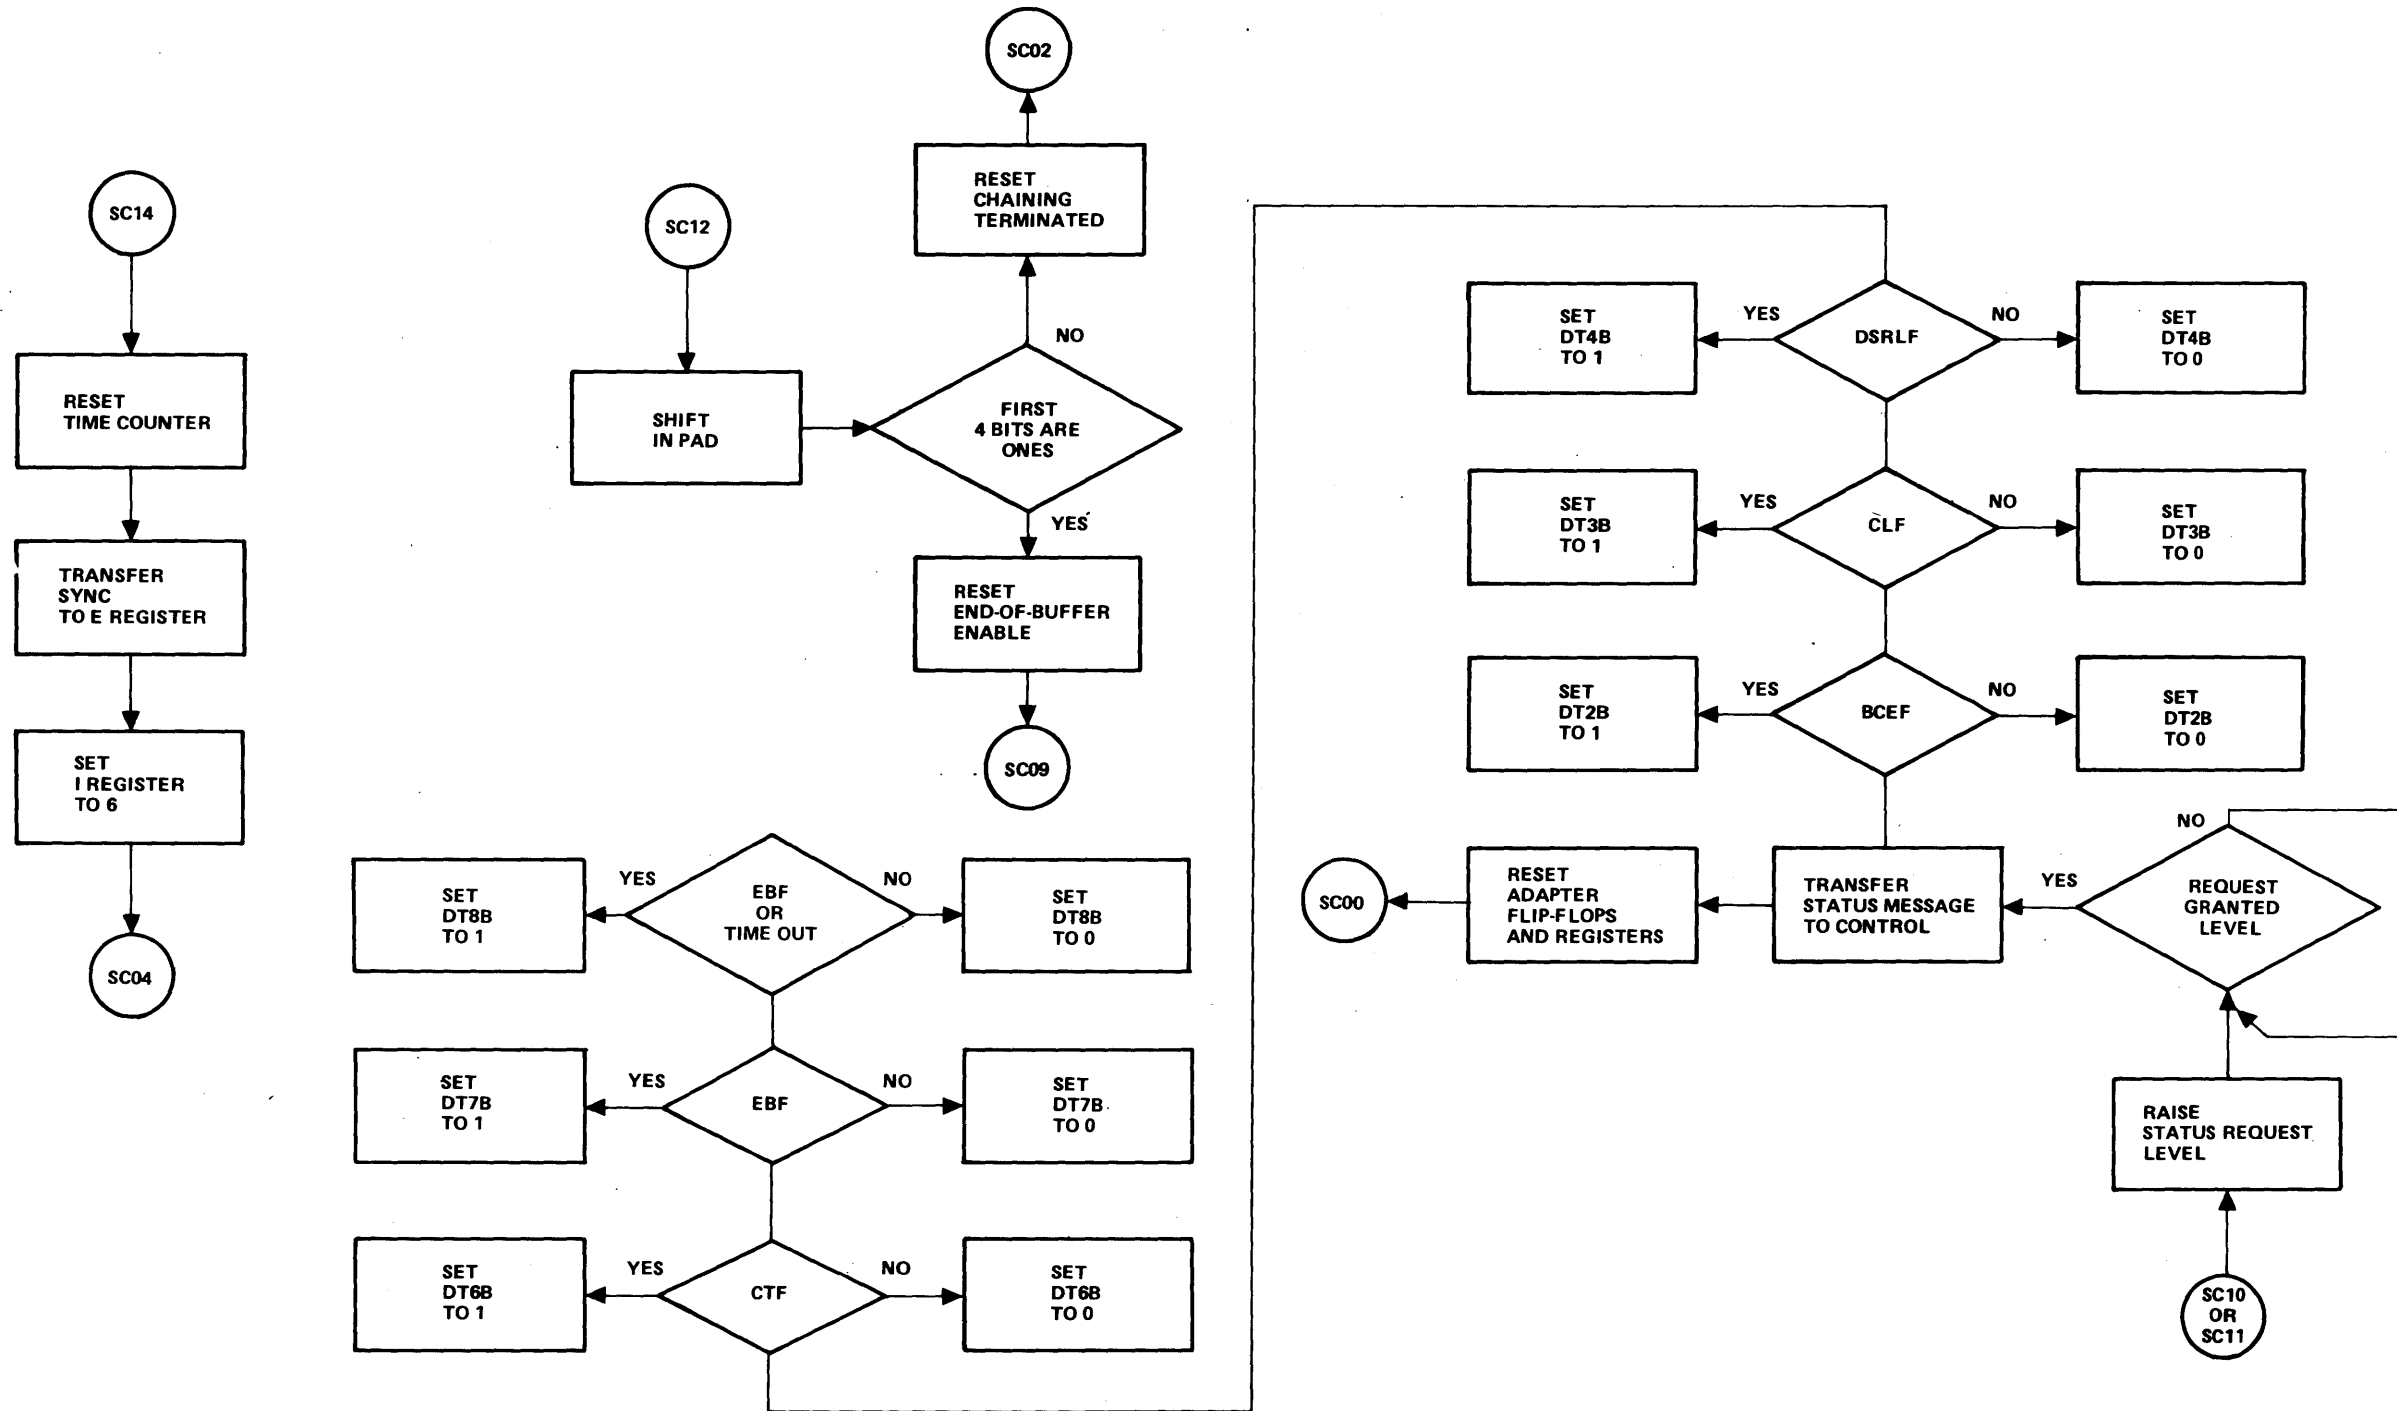 SC14
RESET
TIME COUNTER
TRANSFER
SYNC
TO E REGISTER
SET
I REGISTER
TO 6
SC04
SC12
SHIFT
IN PAD
SC02
RESET
CHAINING
TERMINATED
NO
FIRST
4 BITS ARE
ONES
YES
RESET
END-OF-BUFFER
ENABLE
SC09
SET
DT8B
TO 1
YES
EBF
OR
TIME OUT
NO
SET
DT8B
TO 0
SET
DT7B
TO 1
YES
EBF
NO
SET
DT7B
TO 0
SET
DT6B
TO 1
YES
CTF
NO
SET
DT6B
TO 0
SET
DT4B
TO 1
YES
DSRLF
NO
SET
DT4B
TO 0
SET
DT3B
TO 1
YES
CLF
NO
SET
DT3B
TO 0
SET
DT2B
TO 1
YES
BCEF
NO
SET
DT2B
TO 0
SC00
RESET
ADAPTER
FLIP-FLOPS
AND REGISTERS
TRANSFER
STATUS MESSAGE
TO CONTROL
YES
NO
REQUEST
GRANTED
LEVEL
RAISE
STATUS REQUEST
LEVEL
SC10
OR
SC11